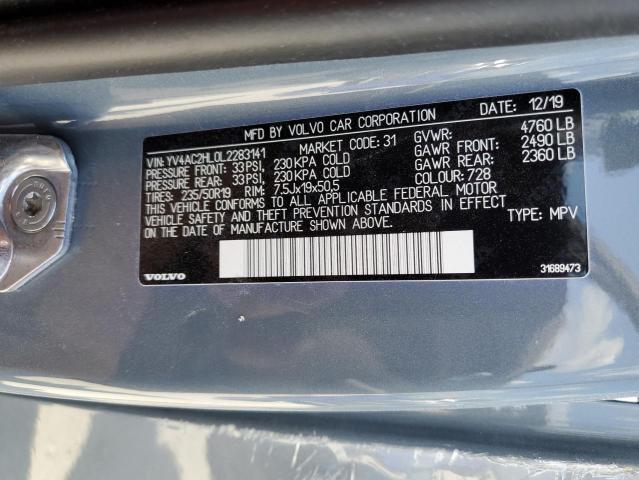 MFD BY VOLVO CAR CORPORATION DATE: 12/19
VIN: YV4AC2HL0L2283141 MARKET CODE: 31 GVWR: 4760 LB
PRESSURE FRONT: 33PSI, 230 KPA COLD GAWR FRONT: 2490 LB
PRESSURE REAR: 33PSI, 230 KPA COLD GAWR REAR: 2360 LB
TIRES: 235/50R19 RIM: 7.5Jx19x50,5 COLOUR: 728
THIS VEHICLE CONFORMS TO ALL APPLICABLE FEDERAL MOTOR
VEHICLE SAFETY AND THEFT PREVENTION STANDARDS IN EFFECT
ON THE DATE OF MANUFACTURE SHOWN ABOVE. TYPE: MPV
VOLVO 31689473